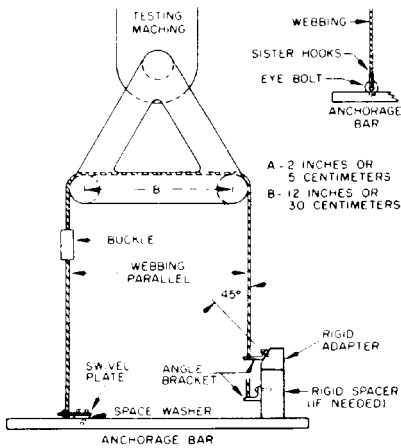 TESTING
MACHING
WEBBING
SISTER HOOKS
EYE BOLT
ANCHORAGE
BAR
A - 2 INCHES OR
5 CENTIMETERS
B - 12 INCHES OR
30 CENTIMETERS
B
BUCKLE
WEBBING
PARALLEL
45°
RIGID
ADAPTER
SWIVEL
PLATE
ANGLE
BRACKET
RIGID SPACER
(IF NEEDED)
SPACE WASHER
ANCHORAGE BAR